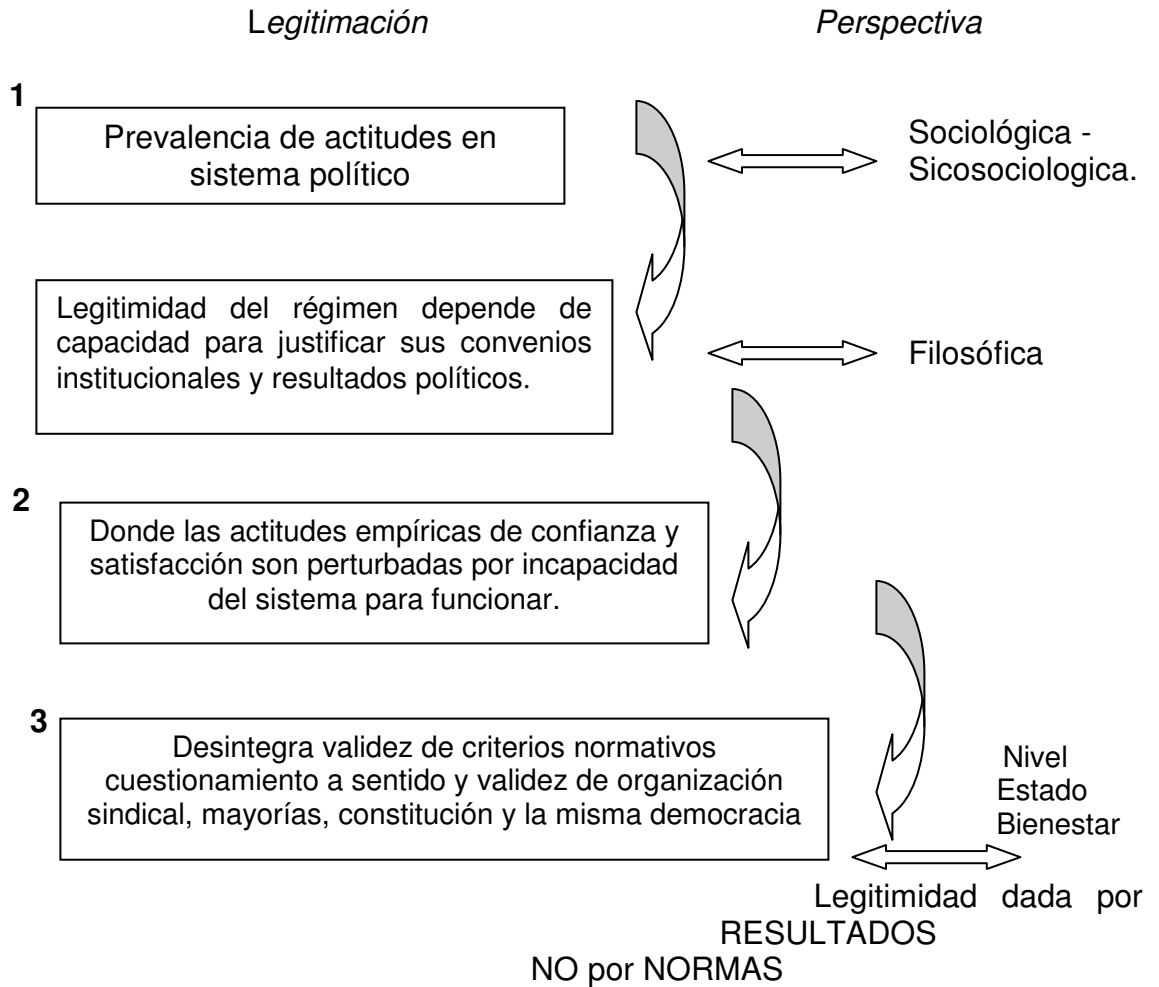 Legitimación Perspectiva
1
Prevalencia de actitudes en
sistema político
Sociológica -
Sicosociologica.
Legitimidad del régimen depende de
capacidad para justificar sus convenios
institucionales y resultados políticos.
Filosófica
2
Donde las actitudes empíricas de confianza y
satisfacción son perturbadas por incapacidad
del sistema para funcionar.
3
Desintegra validez de criterios normativos
cuestionamiento a sentido y validez de organización
sindical, mayorías, constitución y la misma democracia
Nivel
Estado
Bienestar
Legitimidad dada por
RESULTADOS
NO por NORMAS